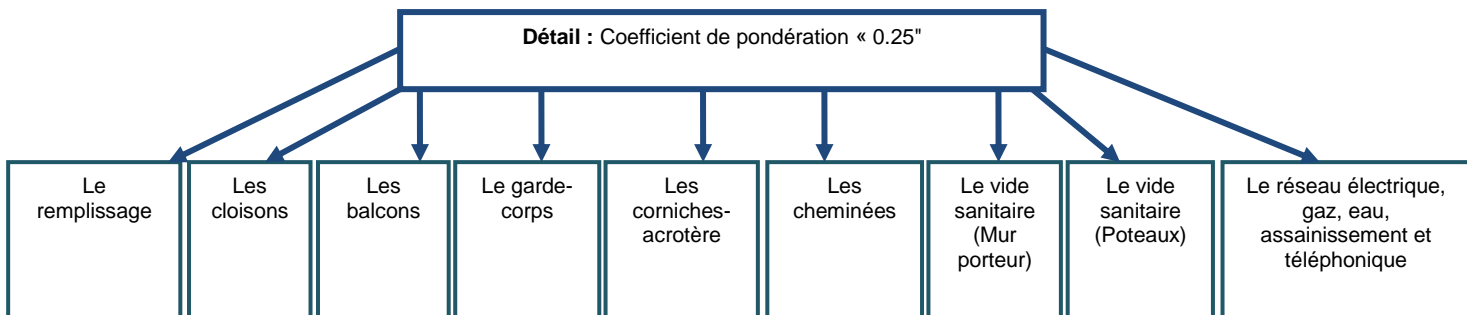 Détail : Coefficient de pondération « 0.25"
Le
remplissage
Les
cloisons
Les
balcons
Le garde-
corps
Les
corniches-
acrotère
Les
cheminées
Le vide
sanitaire
(Mur
porteur)
Le vide
sanitaire
(Poteaux)
Le réseau électrique,
gaz, eau,
assainissement et
téléphonique